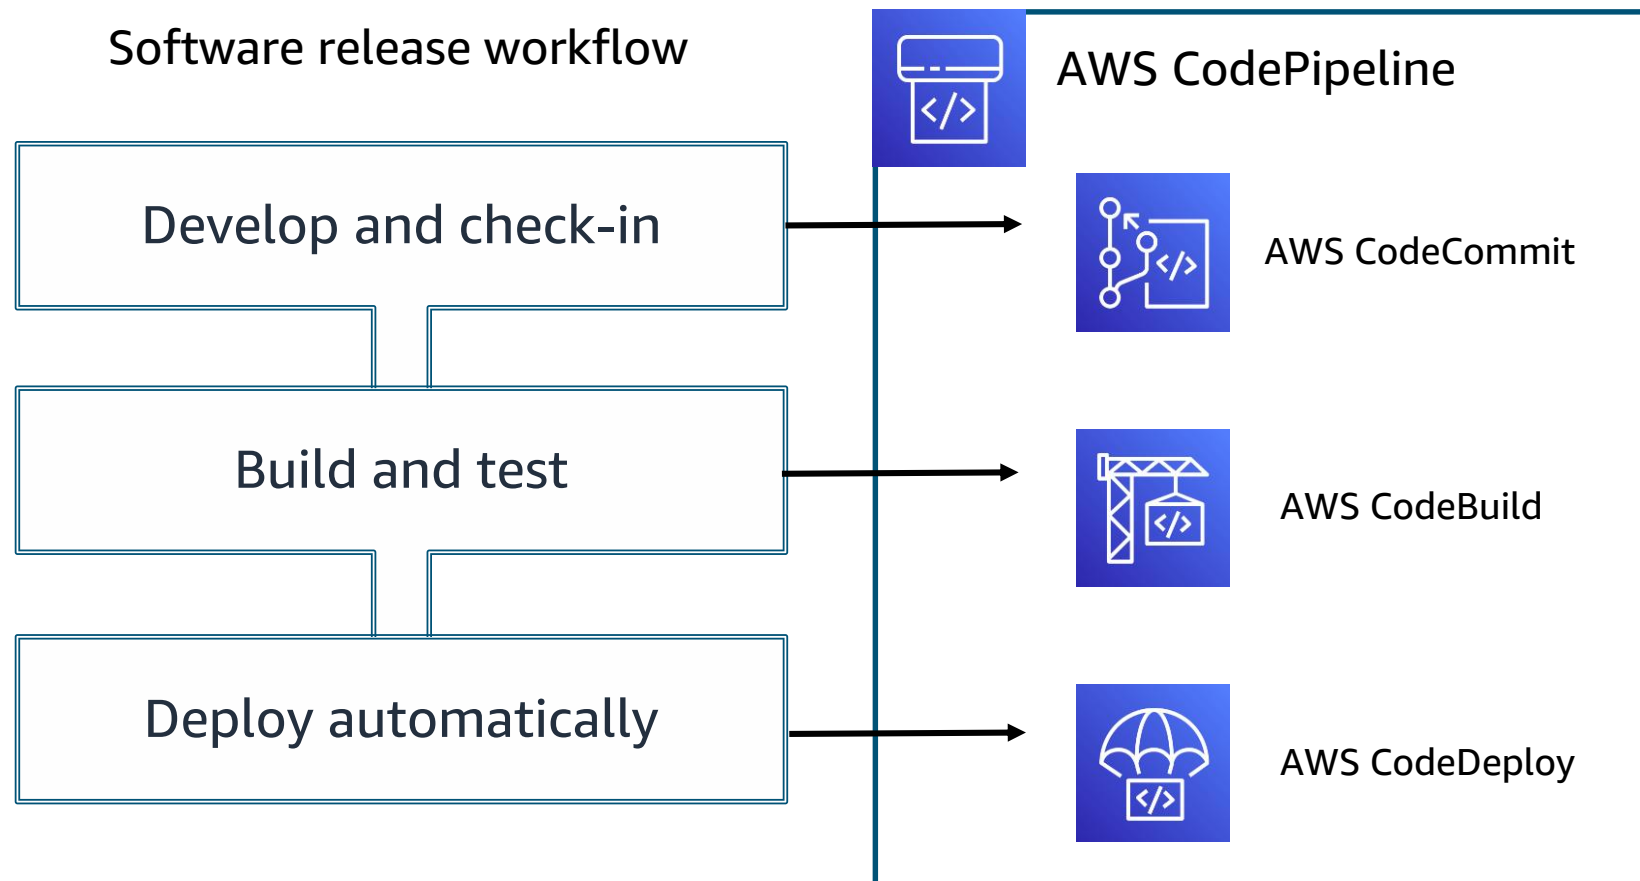 Software release workflow
AWS CodePipeline
Develop and check-in
AWS CodeCommit
Build and test
AWS CodeBuild
Deploy automatically
AWS CodeDeploy